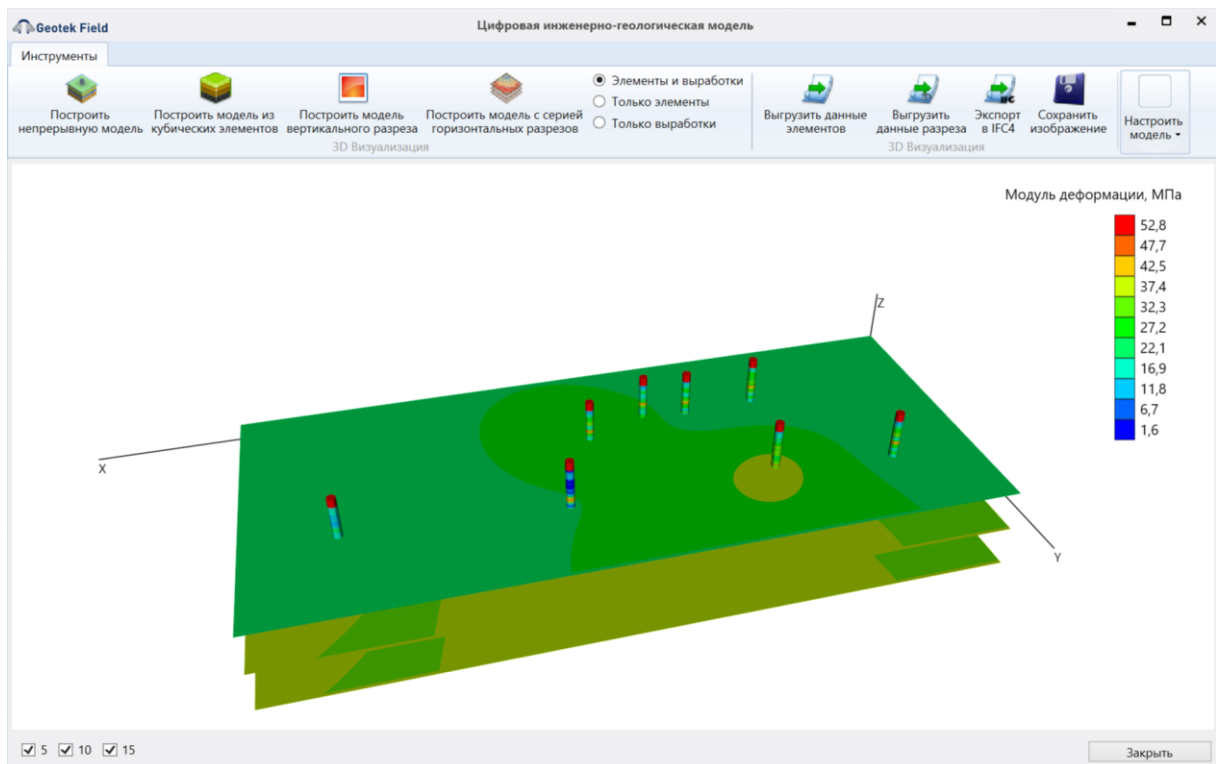 Geotek Field
Цифровая инженерно-геологическая модель
Инструменты
Построить
непрерывную модель
Построить модель из
кубических элементов
Построить модель
вертикального разреза
Построить модель с серией
горизонтальных разрезов
Элементы и выработки
Только элементы
Только выработки
3D Визуализация
Выгрузить данные
элементов
Выгрузить
данные разреза
IFC
Экспорт
в IFC4
Сохранить
изображение
3D Визуализация
Настроить
модель
Модуль деформации, МПа
52,8
47,7
42,5
37,4
32,3
27,2
22,1
16,9
11,8
6,7
1,6
Z
X
Y
5 10 15
Закрыть